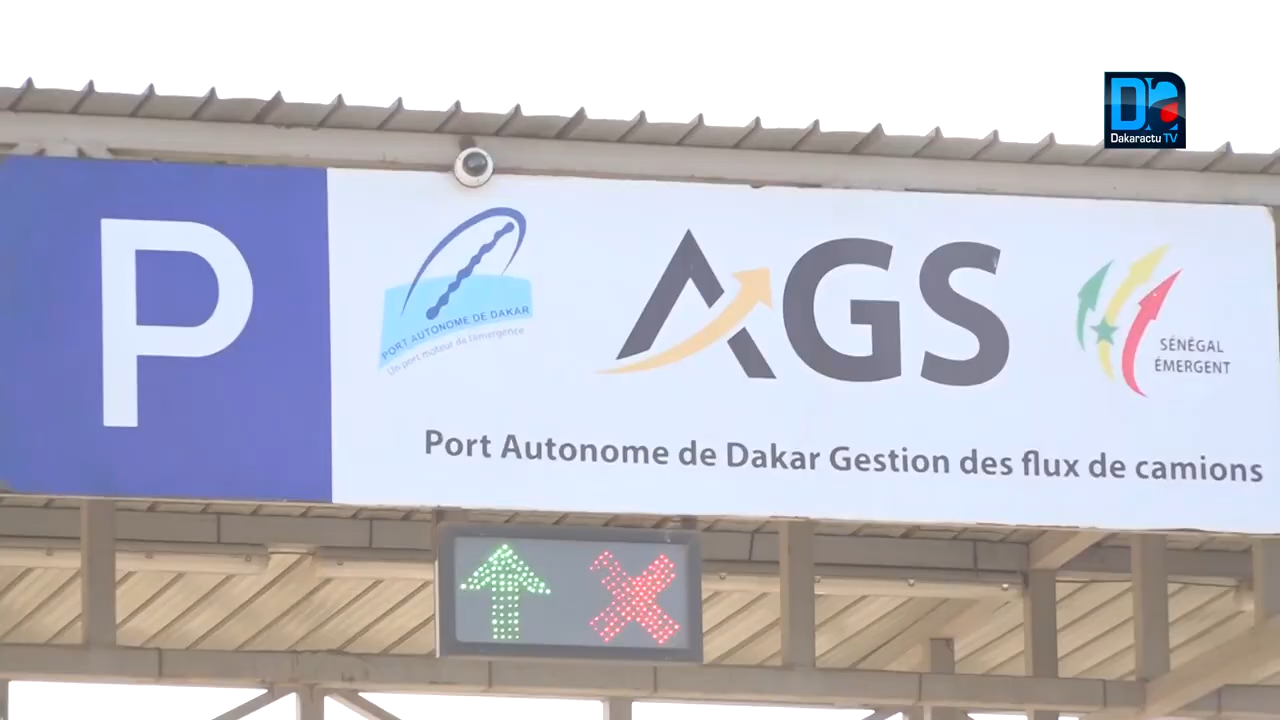 Dakaractu TV
P
PORT AUTONOME DE DAKAR
Un port moteur de l'émergence
AGS
SÉNÉGAL
ÉMERGENT
Port Autonome de Dakar Gestion des flux de camions